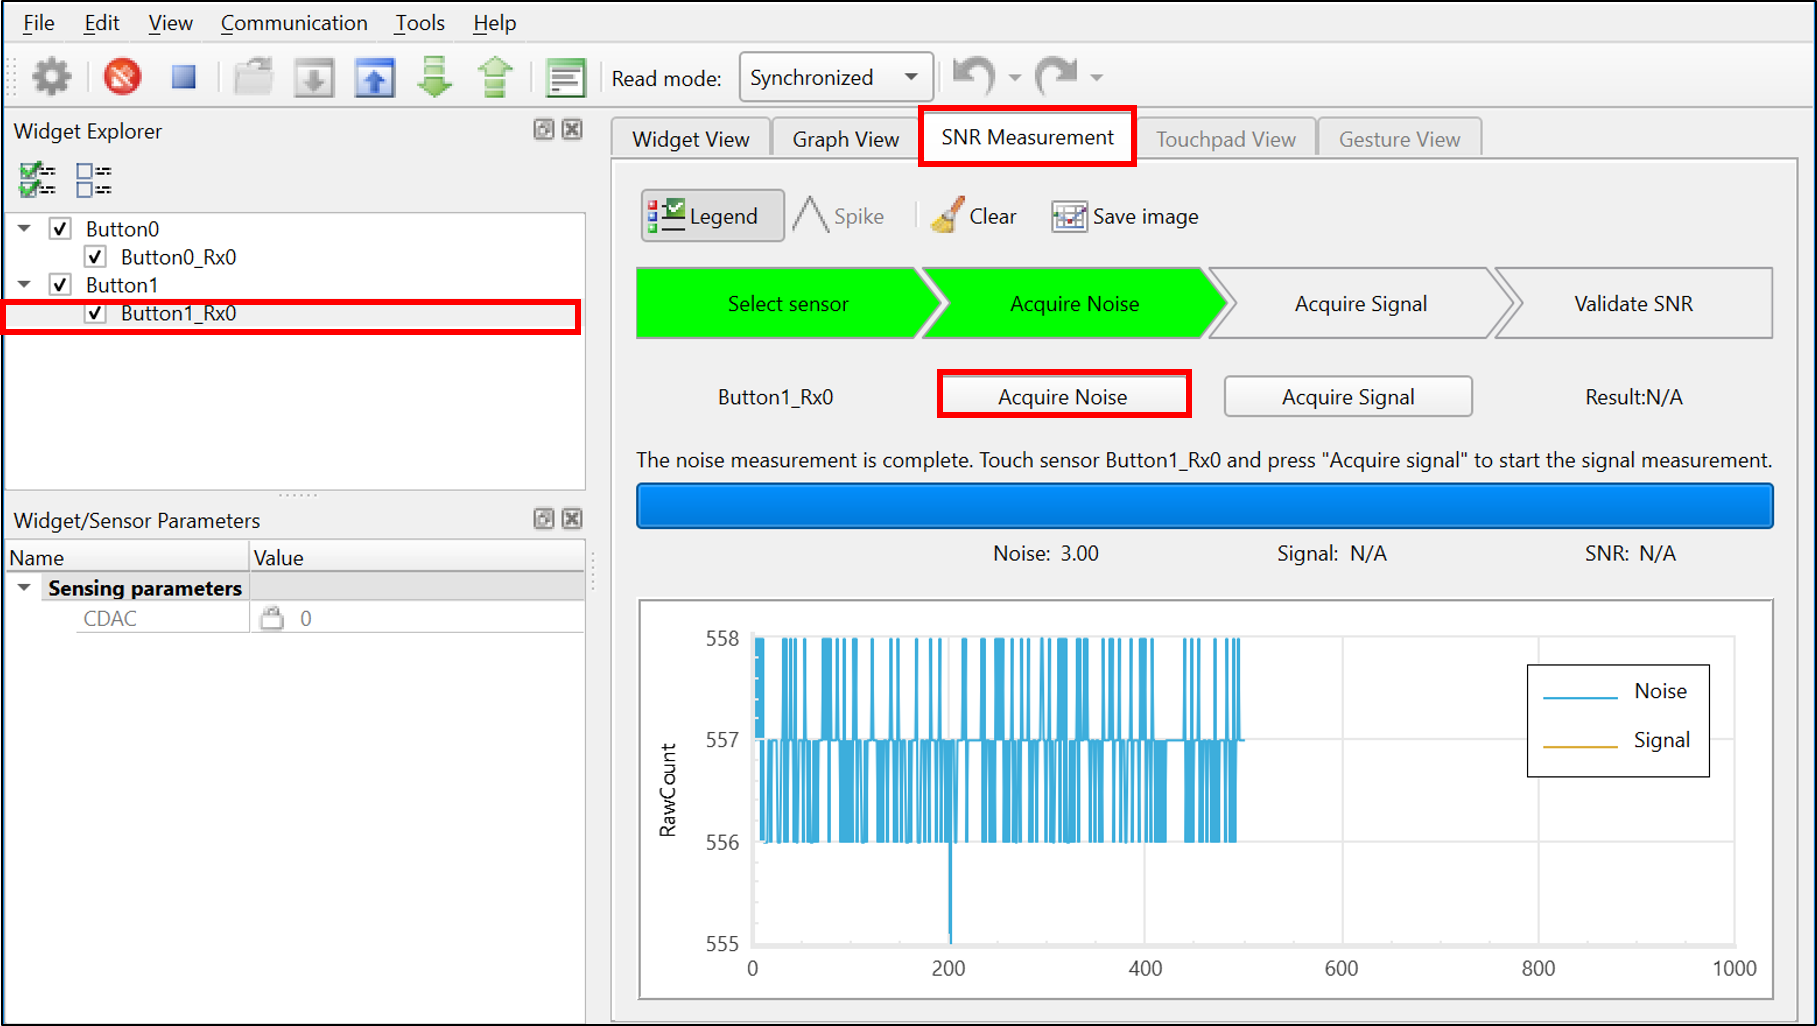 File Edit View Communication Tools Help
Read mode: Synchronized
Widget Explorer
Button0
Button0_Rx0
Button1
Button1_Rx0
Widget/Sensor Parameters
Name Value
Sensing parameters
CDAC 0
Widget View Graph View SNR Measurement Touchpad View Gesture View
Legend Spike Clear Save image
Select sensor Acquire Noise Acquire Signal Validate SNR
Button1_Rx0 Acquire Noise Acquire Signal Result:N/A
The noise measurement is complete. Touch sensor Button1_Rx0 and press "Acquire signal" to start the signal measurement.
Noise: 3.00 Signal: N/A SNR: N/A
558
557
556
555
RawCount
Noise
Signal
0 200 400 600 800 1000